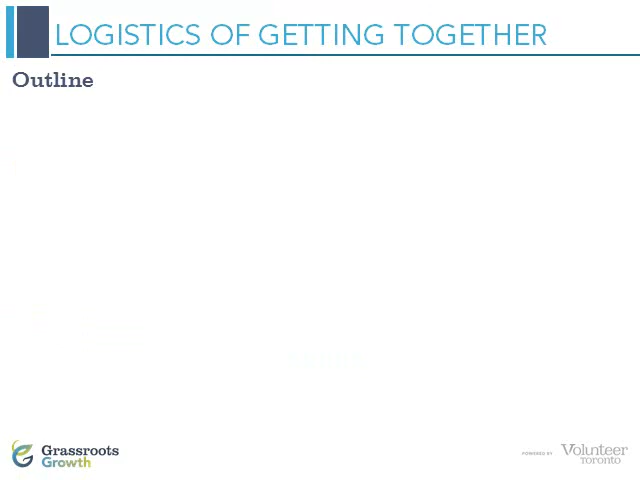 LOGISTICS OF GETTING TOGETHER
Outline
Grassroots
Growth
POWERED BY
Volunteer
TORONTO